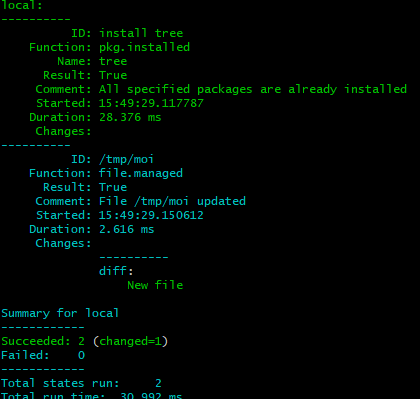 local:
----------
ID: install tree
Function: pkg.installed
Name: tree
Result: True
Comment: All specified packages are already installed
Started: 15:49:29.117787
Duration: 28.376 ms
Changes:
----------
ID: /tmp/moi
Function: file.managed
Result: True
Comment: File /tmp/moi updated
Started: 15:49:29.150612
Duration: 2.616 ms
Changes:
----------
diff:
New file
Summary for local
------------
Succeeded: 2 (changed=1)
Failed: 0
------------
Total states run: 2
Total run time: 30.992 ms